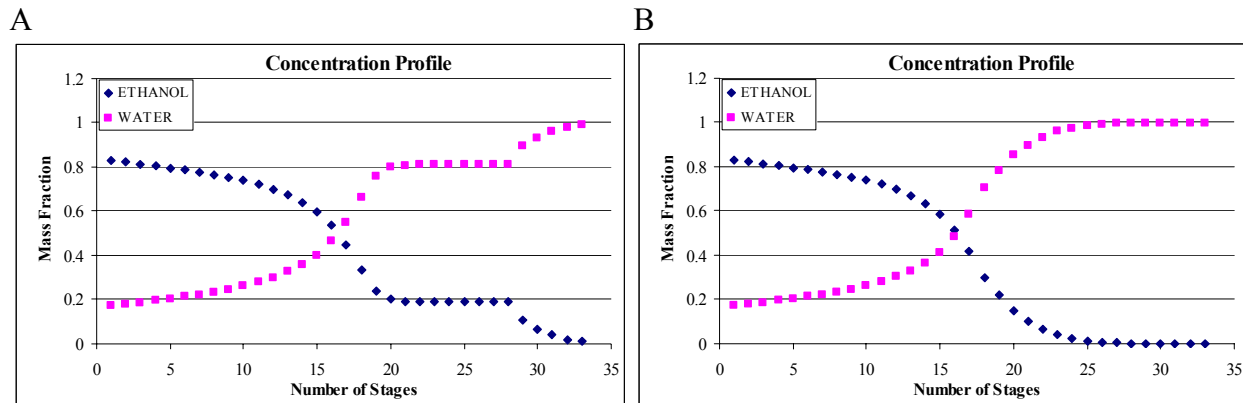 A
Concentration Profile
1.2
1
0.8
0.6
0.4
0.2
0
Mass Fraction
ETHANOL
WATER
0 5 10 15 20 25 30 35
Number of Stages
B
Concentration Profile
1.2
1
0.8
0.6
0.4
0.2
0
Mass Fraction
ETHANOL
WATER
0 5 10 15 20 25 30 35
Number of Stages